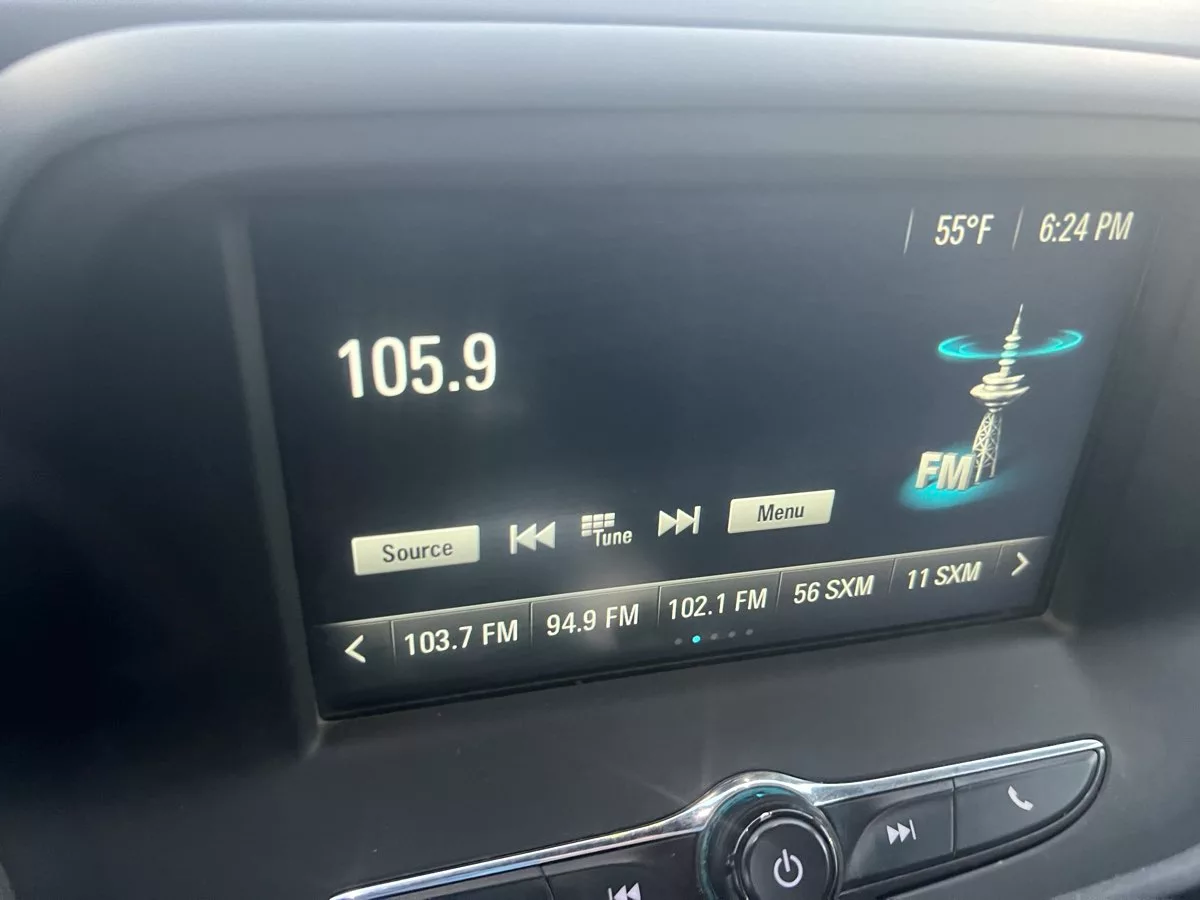 55°F 6:24 PM
105.9
FM
Source Tune Menu
103.7 FM 94.9 FM 102.1 FM 56 SXM 11 SXM